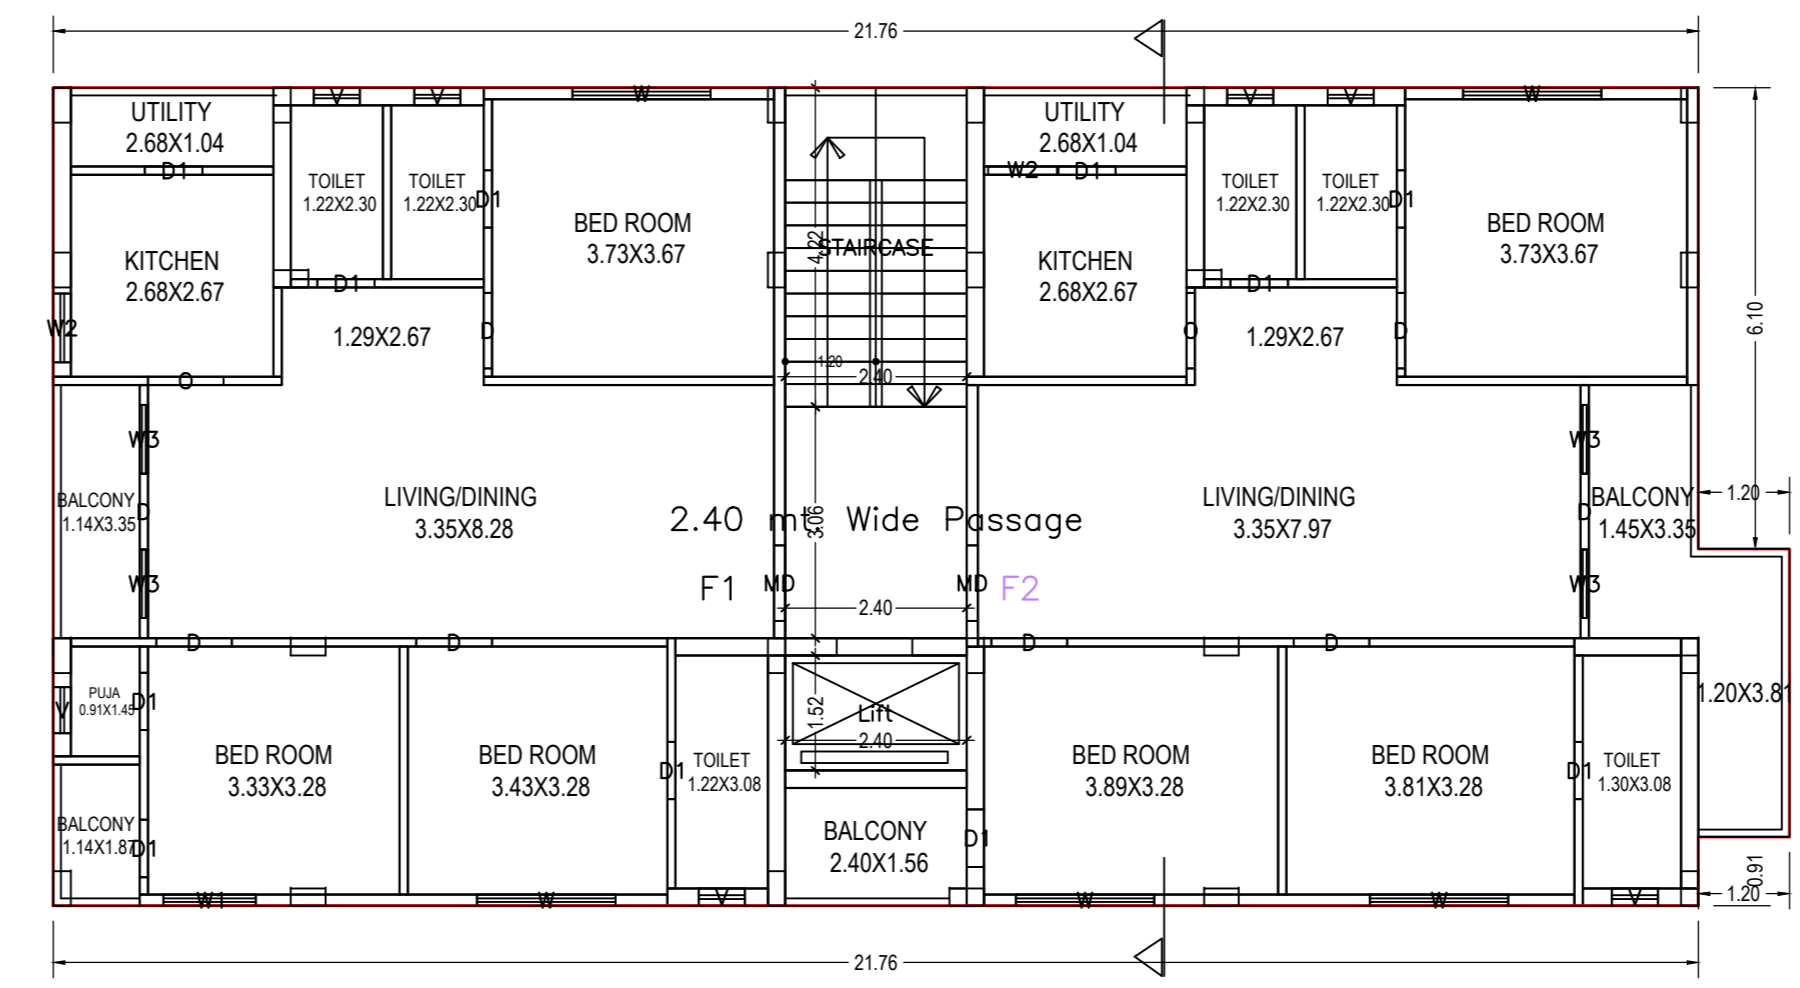 21.76
UTILITY
2.68X1.04
D1
KITCHEN
2.68X2.67
W2
O
V
V
TOILET
1.22X2.30
TOILET
1.22X2.30
D1
D1
1.29X2.67
D
W
BED ROOM
3.73X3.67
STAIRCASE
4.22
1.20
2.40
UTILITY
2.68X1.04
W2
D1
KITCHEN
2.68X2.67
O
V
V
TOILET
1.22X2.30
TOILET
1.22X2.30
D1
D1
1.29X2.67
D
W
BED ROOM
3.73X3.67
6.10
BALCONY
1.14X3.35
W3
D
W3
LIVING/DINING
3.35X8.28
2.40 mt. Wide Passage
3.06
F1
MD
2.40
MD
F2
LIVING/DINING
3.35X7.97
W3
D
W3
BALCONY
1.45X3.35
1.20
D
D
D
D
PUJA
0.91X1.45
V
D1
BED ROOM
3.33X3.28
BED ROOM
3.43X3.28
D1
TOILET
1.22X3.08
1.52
Lift
2.40
BED ROOM
3.89X3.28
BED ROOM
3.81X3.28
D1
TOILET
1.30X3.08
1.20X3.81
BALCONY
1.14X1.87
D1
BALCONY
2.40X1.56
D1
0.91
1.20
W1
W
V
W
W
V
21.76